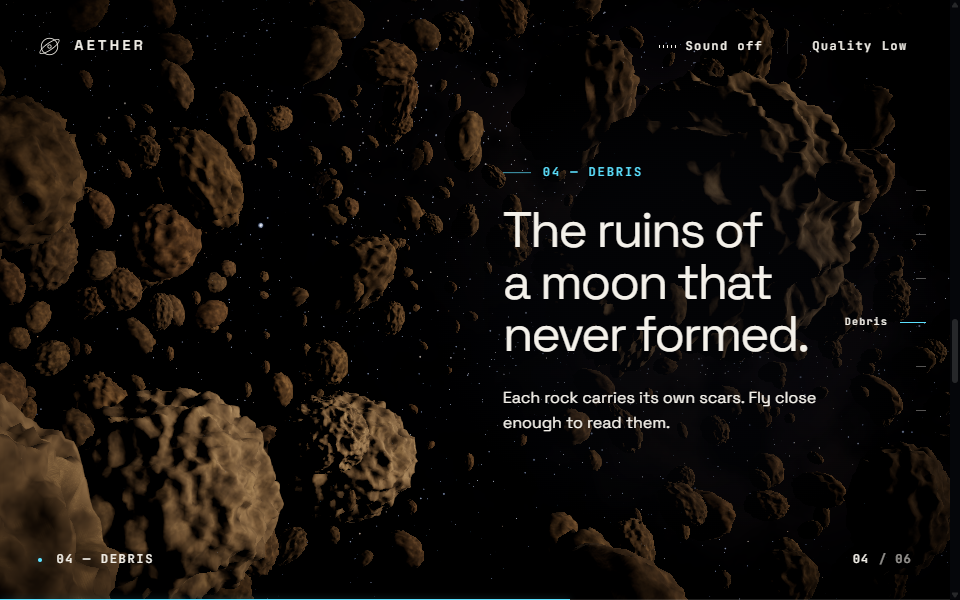 AETHER
Sound off
Quality Low
04 — DEBRIS
The ruins of
a moon that
never formed.
Debris
Each rock carries its own scars. Fly close
enough to read them.
04 — DEBRIS
04 / 06